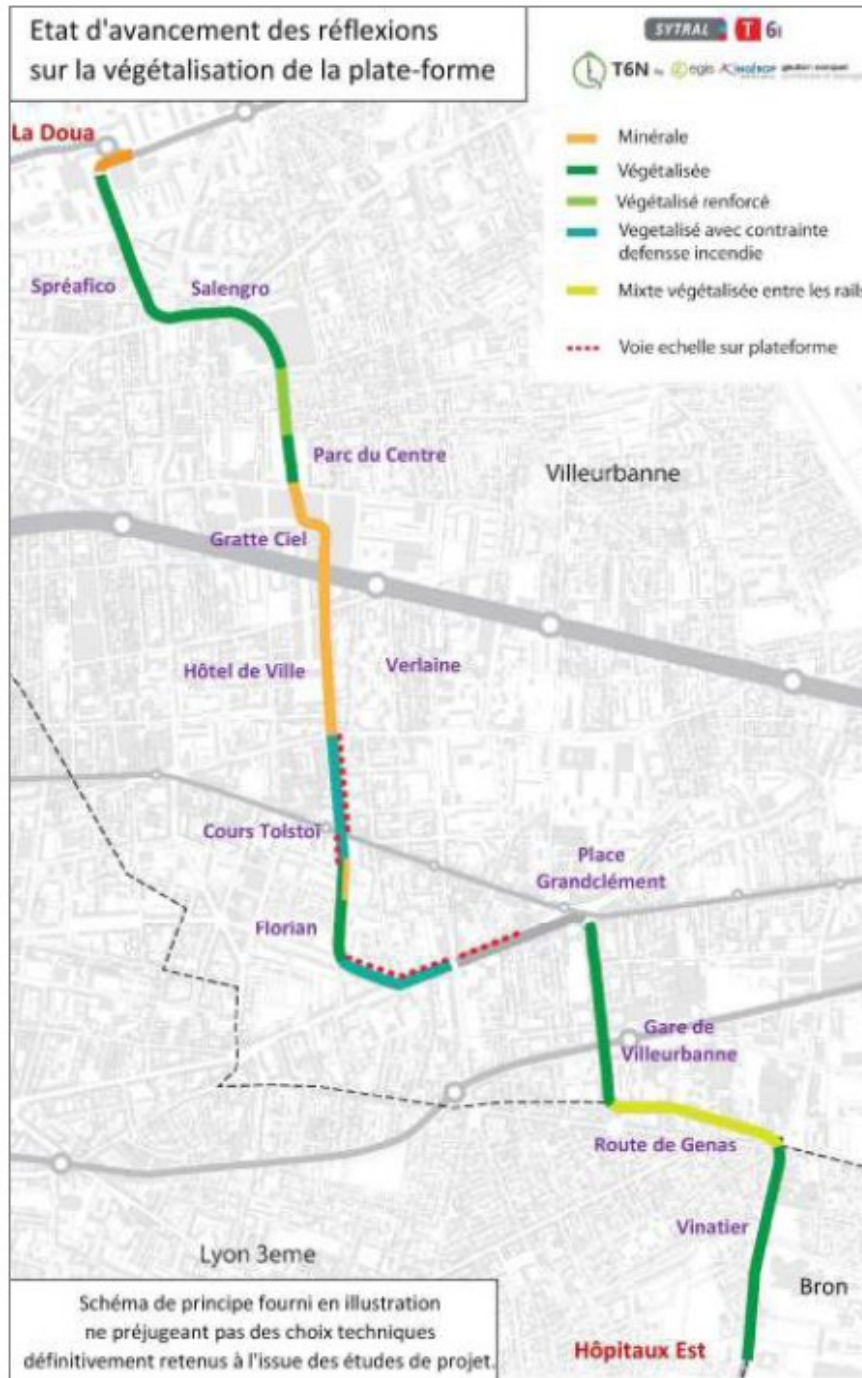 Etat d'avancement des réflexions
sur la végétalisation de la plate-forme
SYTRAL T 6
T6N egis
Minérale
Végétalisée
Végétalisé renforcé
Végetalisé avec contrainte
defensse incendie
Mixte végétalisée entre les rails
Voie echelle sur plateforme
La Doua
Spréafico
Salengro
Parc du Centre
Villeurbanne
Gratte Ciel
Hôtel de Ville
Verlaine
Cours Tolstoï
Place
Grandclément
Florian
Gare de
Villeurbanne
Route de Genas
Vinatier
Lyon 3eme
Bron
Schéma de principe fourni en illustration
ne préjugeant pas des choix techniques
définitivement retenus à l'issue des études de projet.
Hôpitaux Est